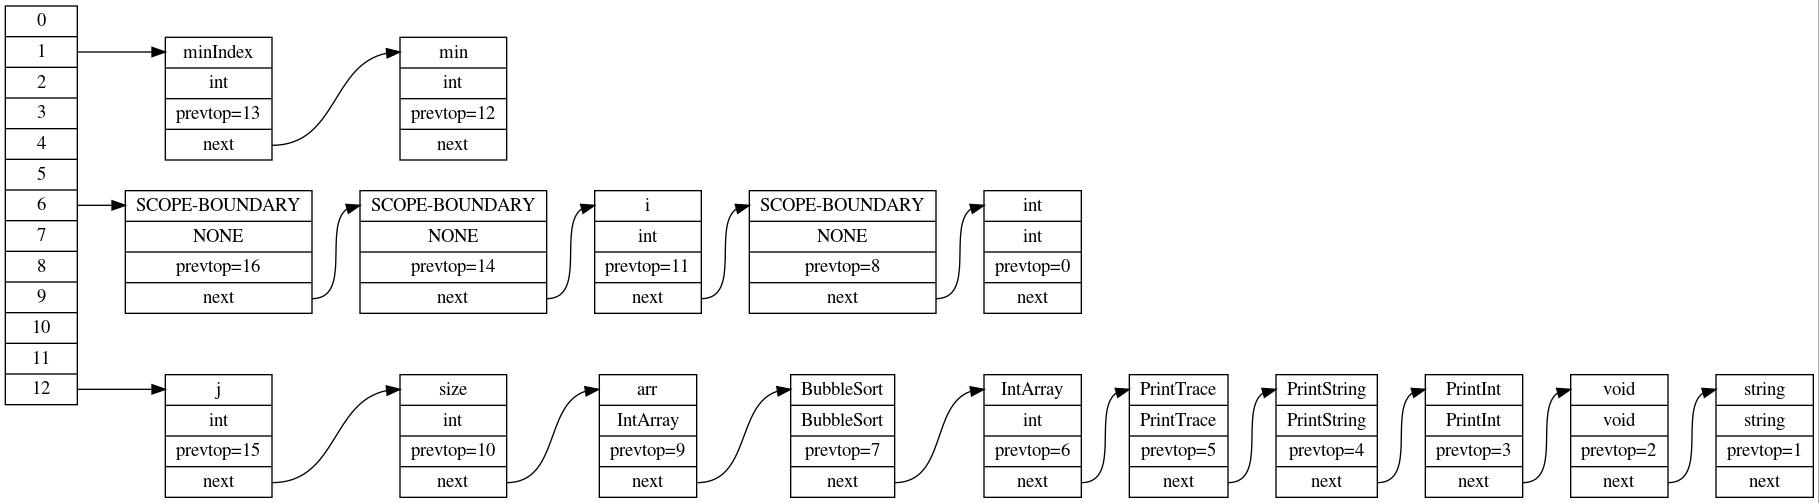 0
1
2
3
4
5
6
7
8
9
10
11
12
minIndex
int
prevtop=13
next
min
int
prevtop=12
next
SCOPE-BOUNDARY
NONE
prevtop=16
next
SCOPE-BOUNDARY
NONE
prevtop=14
next
i
int
prevtop=11
next
SCOPE-BOUNDARY
NONE
prevtop=8
next
int
int
prevtop=0
next
j
int
prevtop=15
next
size
int
prevtop=10
next
arr
IntArray
prevtop=9
next
BubbleSort
BubbleSort
prevtop=7
next
IntArray
int
prevtop=6
next
PrintTrace
PrintTrace
prevtop=5
next
PrintString
PrintString
prevtop=4
next
PrintInt
PrintInt
prevtop=3
next
void
void
prevtop=2
next
string
string
prevtop=1
next